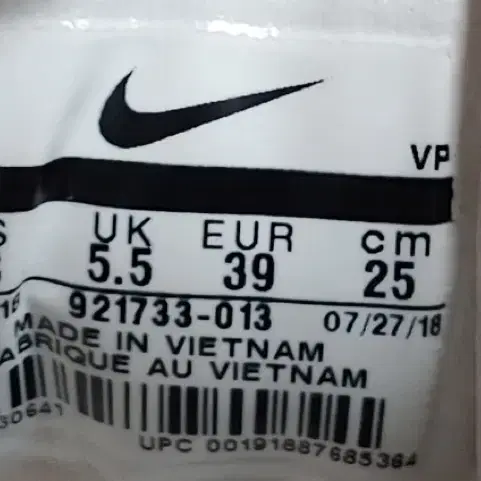 VP
UK EUR cm
5.5 39 25
921733-013 07/27/18
MADE IN VIETNAM
FABRIQUE AU VIETNAM
30641
UPC 00191887685364